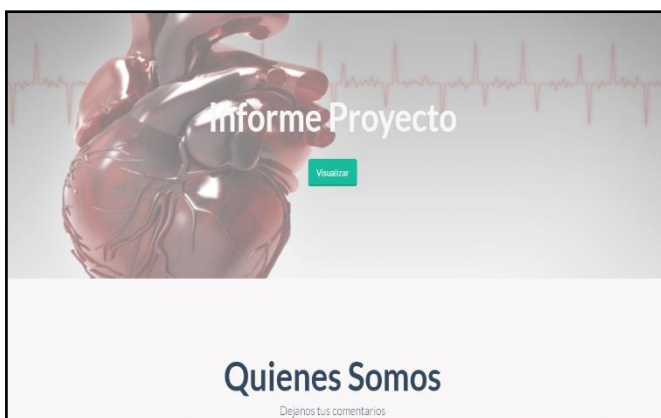 Informe Proyecto
Visualizar
Quienes Somos
Dejanos tus comentarios